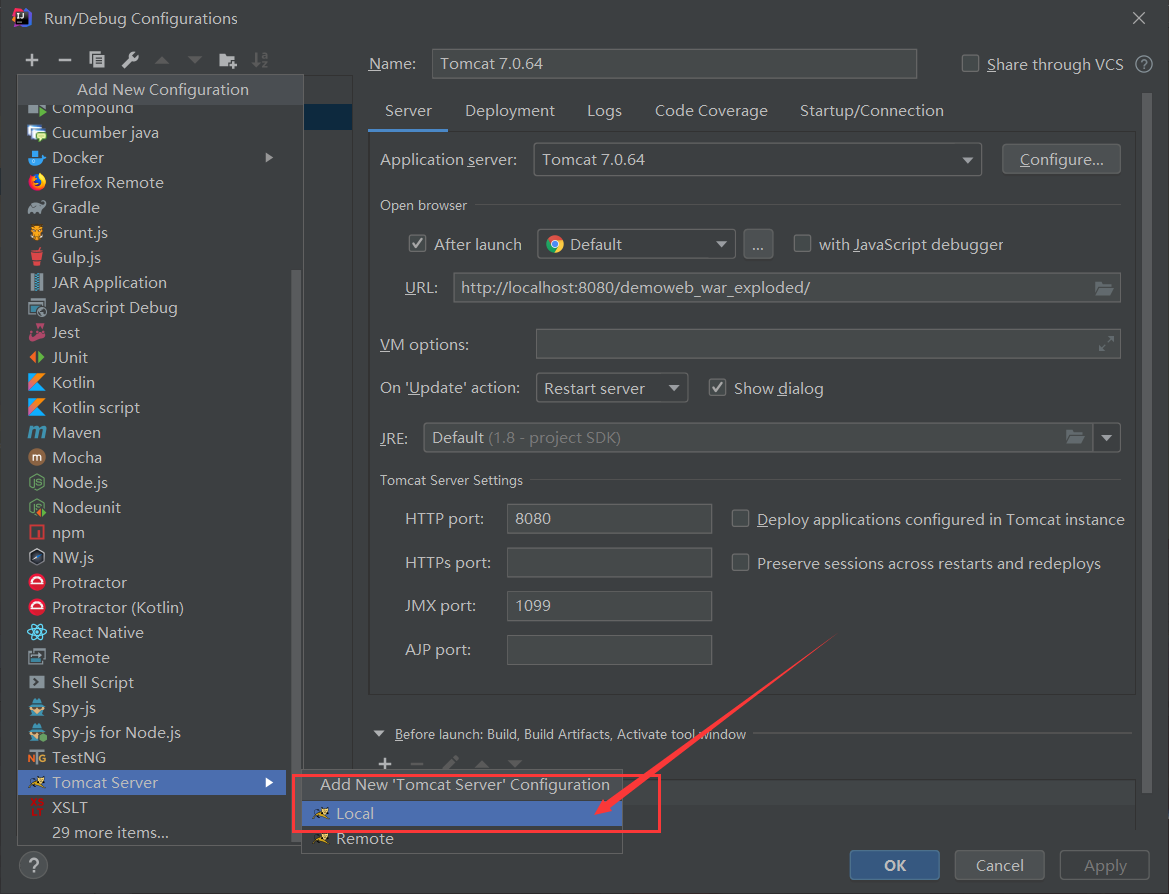 Run/Debug Configurations
Add New Configuration
Compound
Cucumber java
Docker
Firefox Remote
Gradle
Grunt.js
Gulp.js
JAR Application
JavaScript Debug
Jest
JUnit
Kotlin
Kotlin script
Maven
Mocha
Node.js
Nodeunit
npm
NW.js
Protractor
Protractor (Kotlin)
React Native
Remote
Shell Script
Spy-js
Spy-js for Node.js
TestNG
Tomcat Server
XSLT
29 more items...
Name: Tomcat 7.0.64 Share through VCS
Server Deployment Logs Code Coverage Startup/Connection
Application server: Tomcat 7.0.64 Configure...
Open browser
After launch Default ... with JavaScript debugger
URL: http://localhost:8080/demoweb_war_exploded/
VM options:
On 'Update' action: Restart server Show dialog
JRE: Default (1.8 - project SDK)
Tomcat Server Settings
HTTP port: 8080 Deploy applications configured in Tomcat instance
HTTPs port: Preserve sessions across restarts and redeploys
JMX port: 1099
AJP port:
Before launch: Build, Build Artifacts, Activate tool window
Add New 'Tomcat Server' Configuration
Local
Remote
? OK Cancel Apply